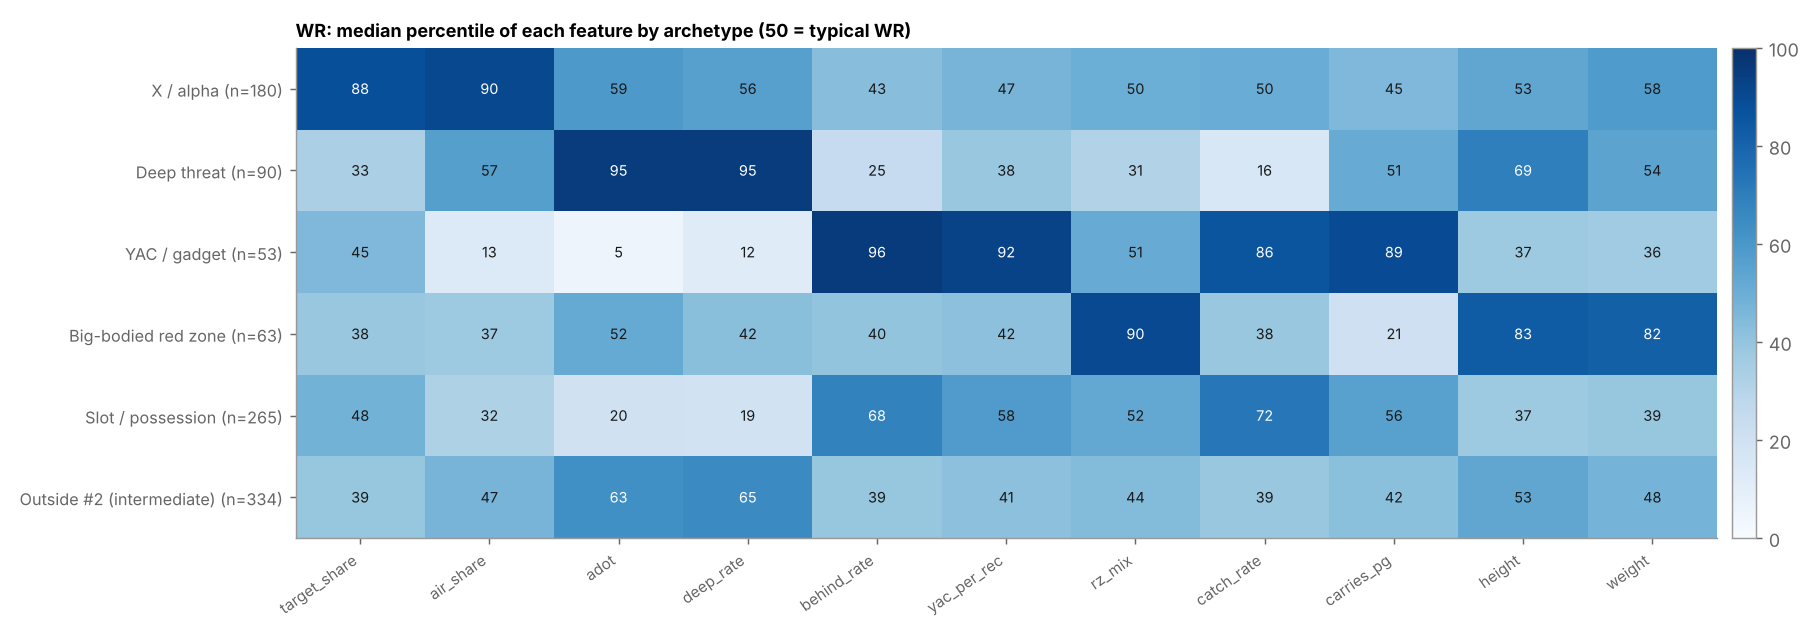 WR: median percentile of each feature by archetype (50 = typical WR)
X / alpha (n=180) 88 90 59 56 43 47 50 50 45 53 58
Deep threat (n=90) 33 57 95 95 25 38 31 16 51 69 54
YAC / gadget (n=53) 45 13 5 12 96 92 51 86 89 37 36
Big-bodied red zone (n=63) 38 37 52 42 40 42 90 38 21 83 82
Slot / possession (n=265) 48 32 20 19 68 58 52 72 56 37 39
Outside #2 (intermediate) (n=334) 39 47 63 65 39 41 44 39 42 53 48
target_share air_share adot deep_rate behind_rate yac_per_rec rz_mix catch_rate carries_pg height weight
100
80
60
40
20
0